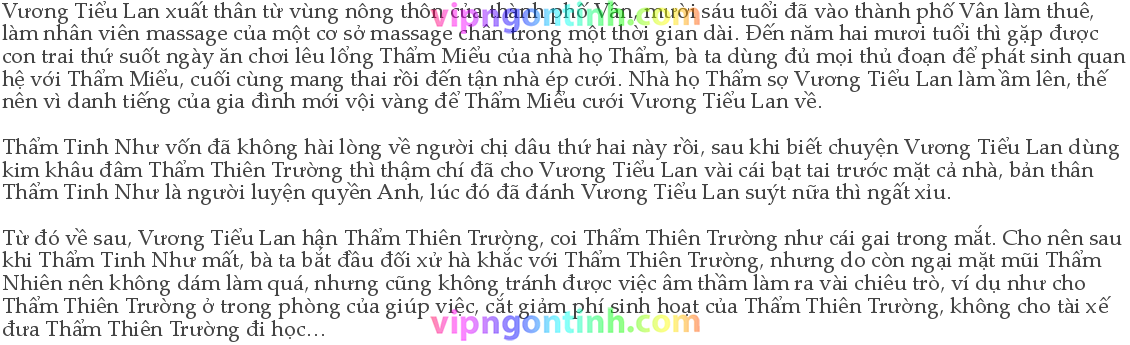 Vương Tiểu Lan xuất thân từ vùng nông thôn của thành phố Vân, mười sáu tuổi đã vào thành phố Vân làm thuê,
vipngontinh.com
làm nhân viên massage của một cơ sở massage chân trong một thời gian dài. Đến năm hai mươi tuổi thì gặp được
con trai thứ suốt ngày ăn chơi lêu lổng Thẩm Miểu của nhà họ Thẩm, bà ta dùng đủ mọi thủ đoạn để phát sinh quan
hệ với Thẩm Miểu, cuối cùng mang thai rồi đến tận nhà ép cưới. Nhà họ Thẩm sợ Vương Tiểu Lan làm ầm lên, thế
nên vì danh tiếng của gia đình mới vội vàng để Thẩm Miểu cưới Vương Tiểu Lan về.
Thẩm Tinh Như vốn đã không hài lòng về người chị dâu thứ hai này rồi, sau khi biết chuyện Vương Tiểu Lan dùng
kim khâu đâm Thẩm Thiên Trường thì thậm chí đã cho Vương Tiểu Lan vài cái bạt tai trước mặt cả nhà, bản thân
Thẩm Tinh Như là người luyện quyền Anh, lúc đó đã đánh Vương Tiểu Lan suýt nữa thì ngất xỉu.
Từ đó về sau, Vương Tiểu Lan hận Thẩm Thiên Trường, coi Thẩm Thiên Trường như cái gai trong mắt. Cho nên sau
khi Thẩm Tinh Như mất, bà ta bắt đầu đối xử hà khắc với Thẩm Thiên Trường, nhưng do còn ngại mặt mũi Thẩm
Nhiên nên không dám làm quá, nhưng cũng không tránh được việc âm thầm làm ra vài chiêu trò, ví dụ như cho
Thẩm Thiên Trường ở trong phòng của giúp việc, cắt giảm phí sinh hoạt của Thẩm Thiên Trường, không cho tài xế
vipngontinh.com
đưa Thẩm Thiên Trường đi học…